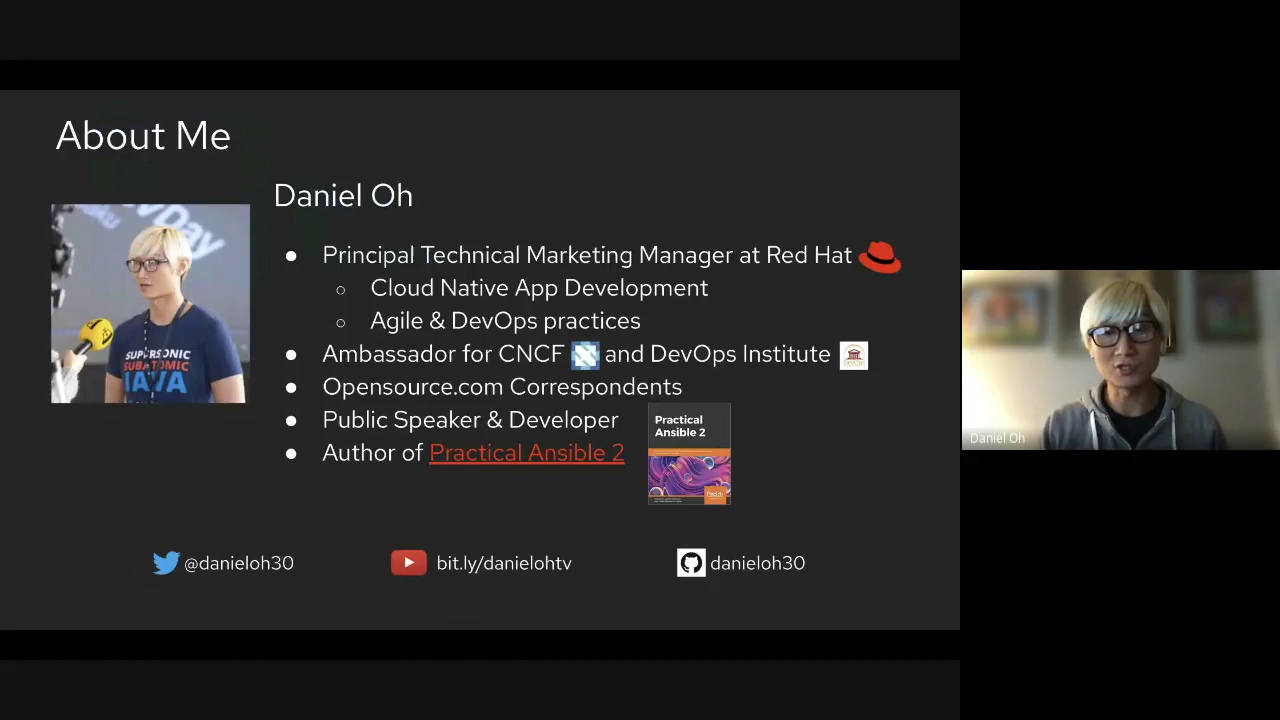 About Me
Daniel Oh
● Principal Technical Marketing Manager at Red Hat
○ Cloud Native App Development
○ Agile & DevOps practices
● Ambassador for CNCF and DevOps Institute
● Opensource.com Correspondents
● Public Speaker & Developer
● Author of Practical Ansible 2
Practical
Ansible 2
SUPERSONIC
SUBATOMIC
JAVA
@danieloh30
bit.ly/danielohtv
danieloh30
Daniel Oh